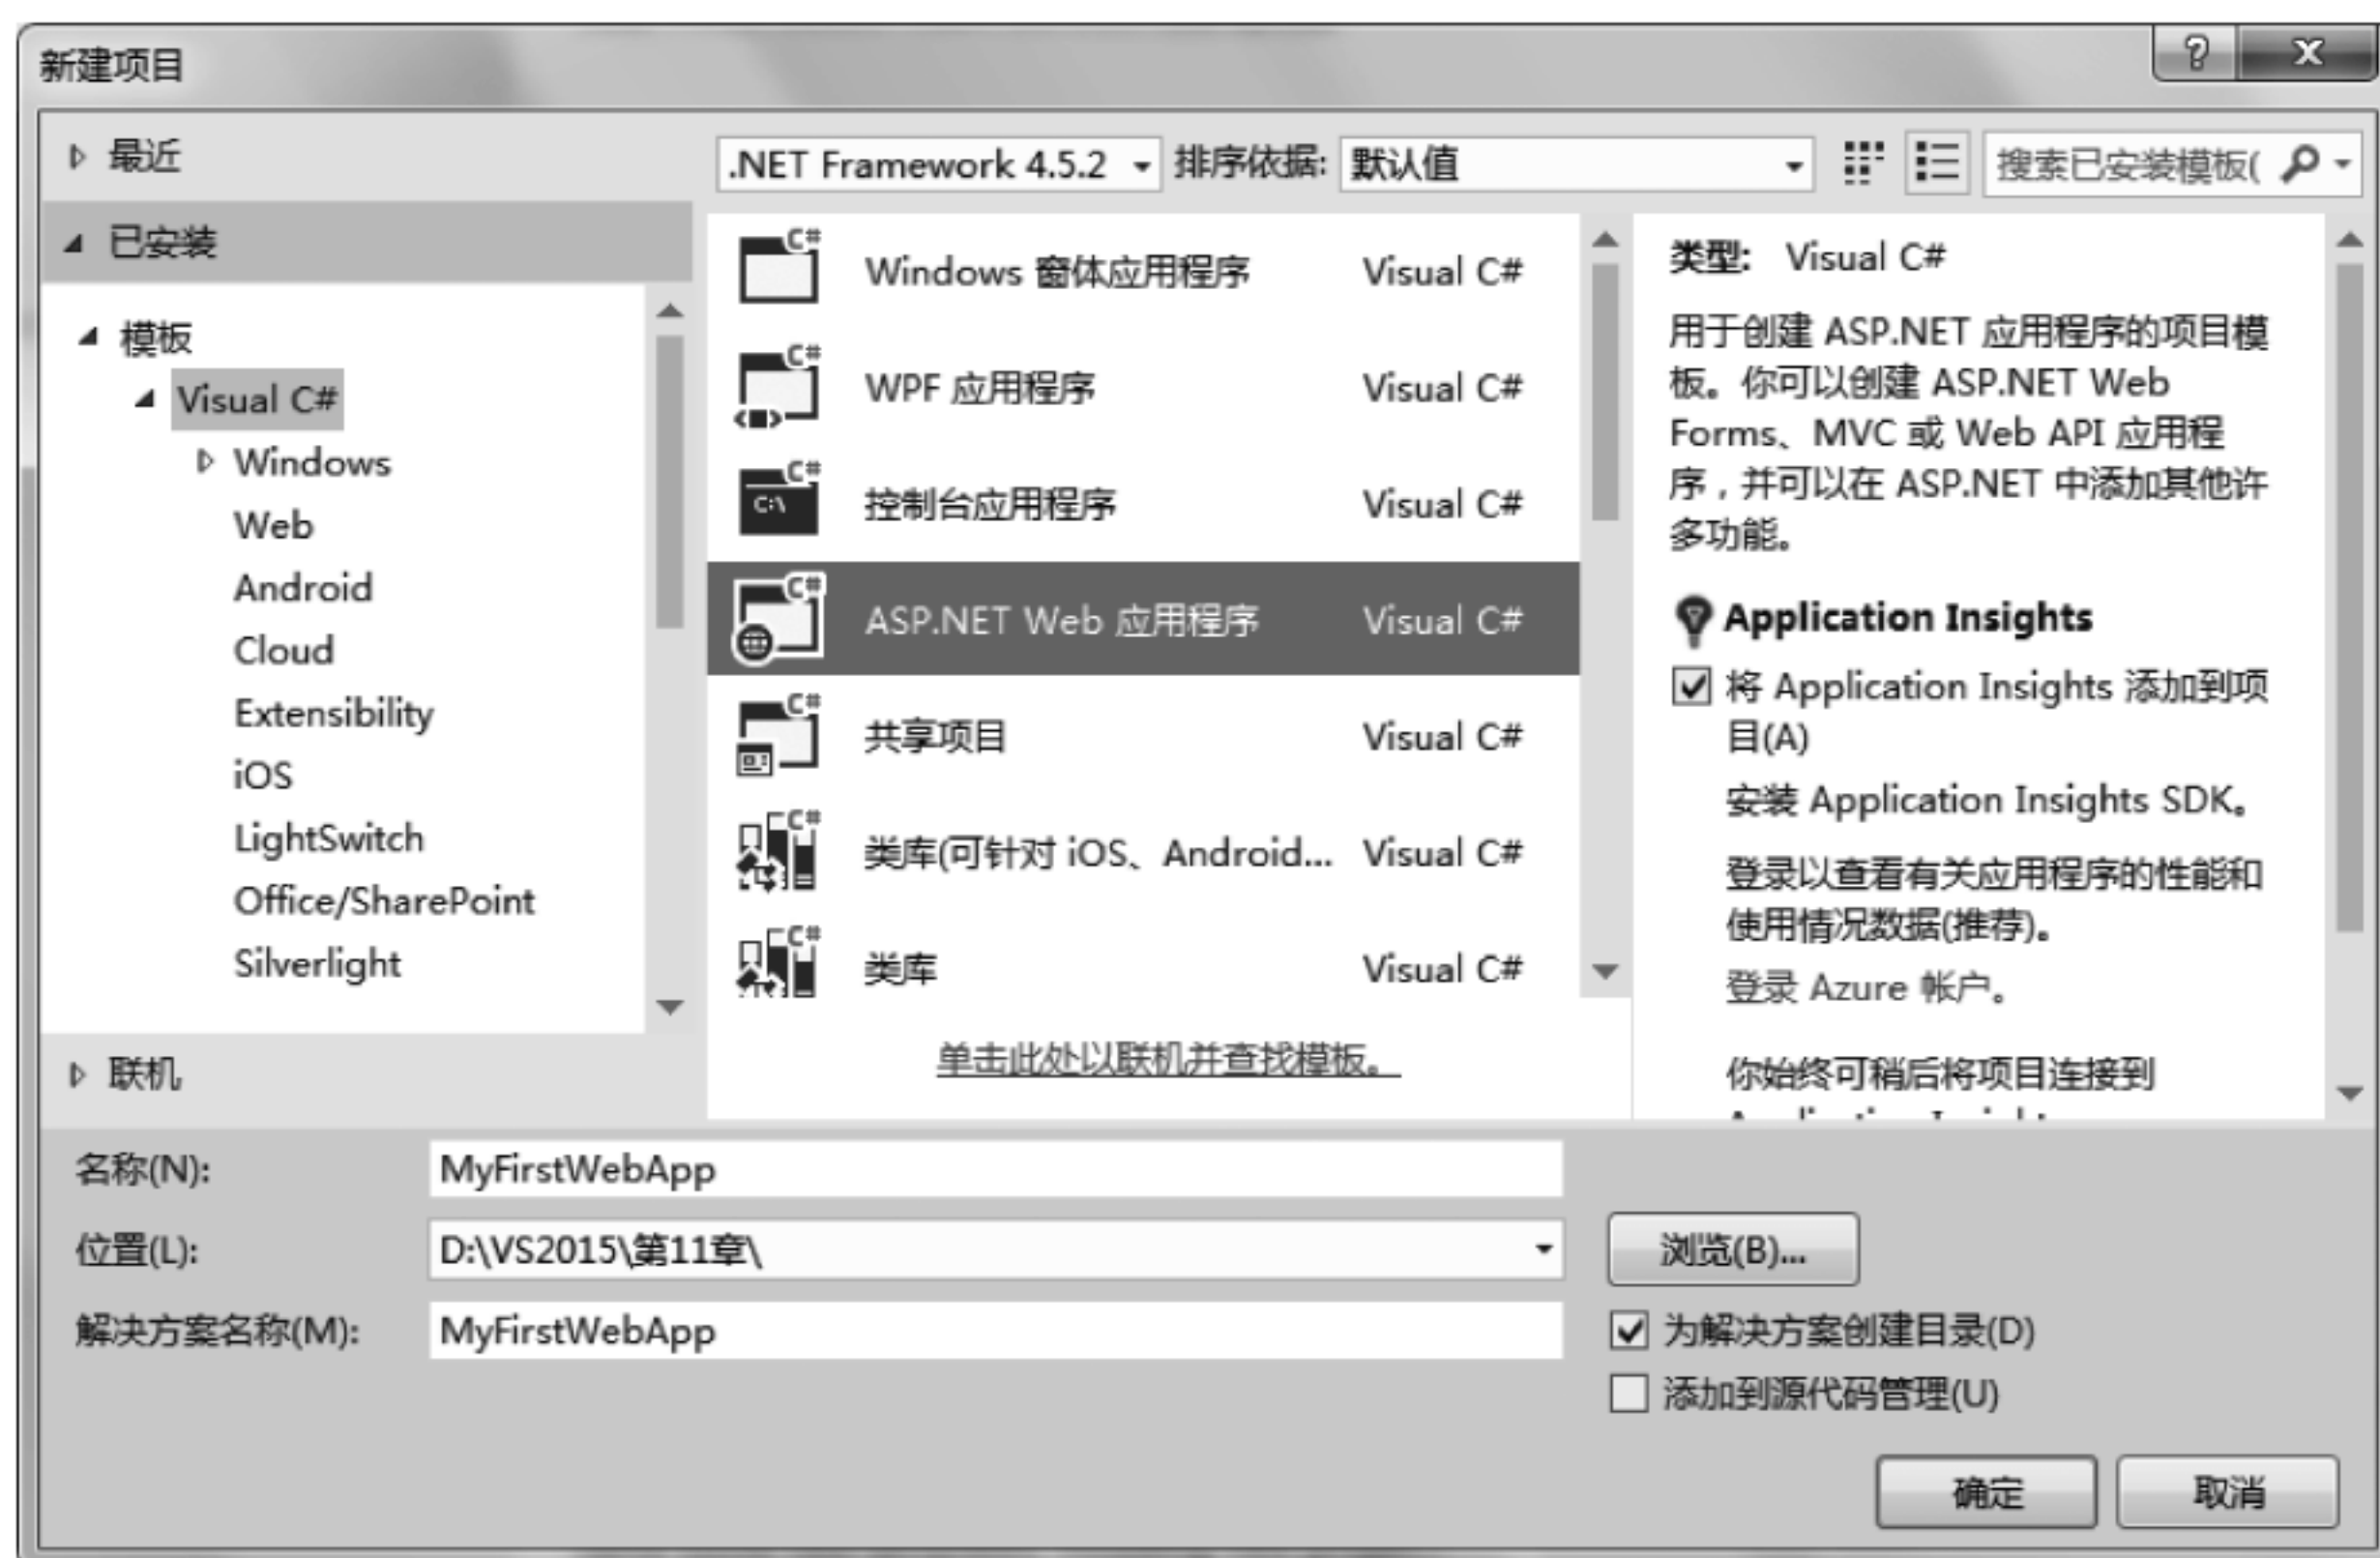 新建项目
最近
已安装
模板
Visual C#
Windows
Web
Android
Cloud
Extensibility
iOS
LightSwitch
Office/SharePoint
Silverlight
联机
.NET Framework 4.5.2 排序依据: 默认值 搜索已安装模板(
Windows 窗体应用程序 Visual C#
WPF 应用程序 Visual C#
控制台应用程序 Visual C#
ASP.NET Web 应用程序 Visual C#
共享项目 Visual C#
类库(可针对 iOS、Android... Visual C#
类库 Visual C#
单击此处以联机并查找模板。
类型: Visual C#
用于创建 ASP.NET 应用程序的项目模
板。你可以创建 ASP.NET Web
Forms、MVC 或 Web API 应用程
序，并可以在 ASP.NET 中添加其他许
多功能。
Application Insights
将 Application Insights 添加到项
目(A)
安装 Application Insights SDK。
登录以查看有关应用程序的性能和
使用情况数据(推荐)。
登录 Azure 帐户。
你始终可稍后将项目连接到
名称(N): MyFirstWebApp
位置(L): D:\VS2015\第11章\ 浏览(B)...
解决方案名称(M): MyFirstWebApp 为解决方案创建目录(D)
添加到源代码管理(U)
确定 取消